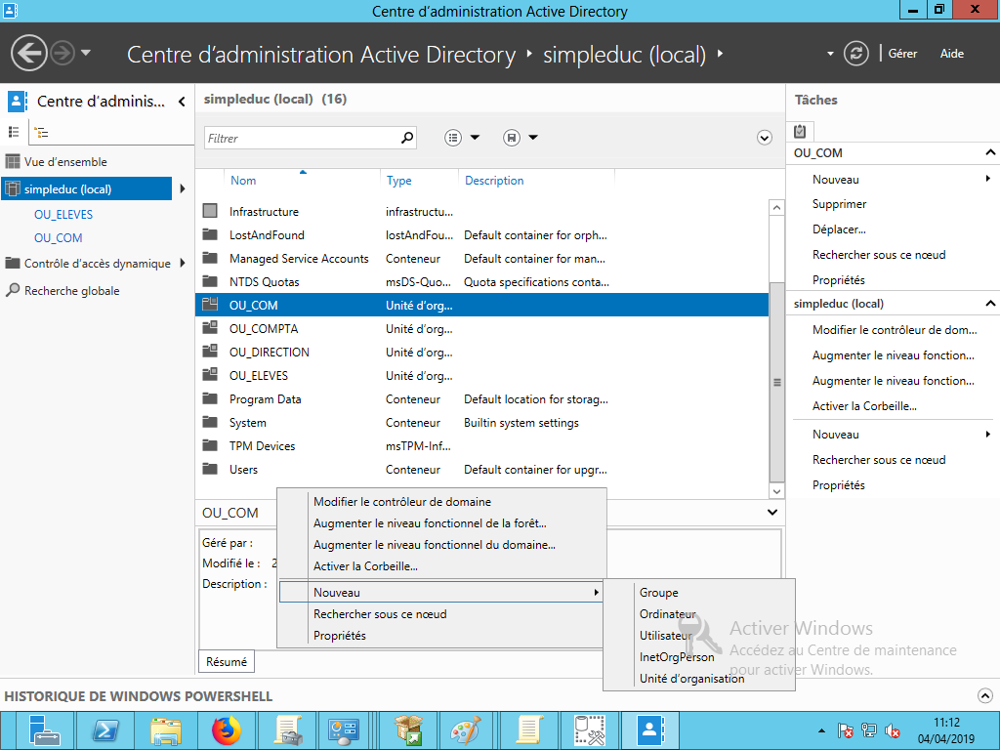 Centre d'administration Active Directory
Centre d'administration Active Directory ‣ simpleduc (local) ‣
Gérer Aide
Centre d'adminis...
Vue d'ensemble
simpleduc (local)
OU_ELEVES
OU_COM
Contrôle d'accès dynamique
Recherche globale
simpleduc (local) (16)
Filtrer
Nom Type Description
Infrastructure infrastructu...
LostAndFound lostAndFou... Default container for orph...
Managed Service Accounts Conteneur Default container for man...
NTDS Quotas msDS-Quo... Quota specifications conta...
OU_COM Unité d'org...
OU_COMPTA Unité d'org...
OU_DIRECTION Unité d'org...
OU_ELEVES Unité d'org...
Program Data Conteneur Default location for storag...
System Conteneur Builtin system settings
TPM Devices msTPM-Inf...
Users Conteneur Default container for upgr...
OU_COM
Géré par :
Modifié le : 2
Description :
Résumé
Modifier le contrôleur de domaine
Augmenter le niveau fonctionnel de la forêt...
Augmenter le niveau fonctionnel du domaine...
Activer la Corbeille...
Nouveau
Rechercher sous ce nœud
Propriétés
Groupe
Ordinateur
Utilisateur
InetOrgPerson
Unité d'organisation
Tâches
OU_COM
Nouveau
Supprimer
Déplacer...
Rechercher sous ce nœud
Propriétés
simpleduc (local)
Modifier le contrôleur de dom...
Augmenter le niveau fonction...
Augmenter le niveau fonction...
Activer la Corbeille...
Nouveau
Rechercher sous ce nœud
Propriétés
Activer Windows
Accédez au Centre de maintenance
pour activer Windows.
HISTORIQUE DE WINDOWS POWERSHELL
11:12
04/04/2019